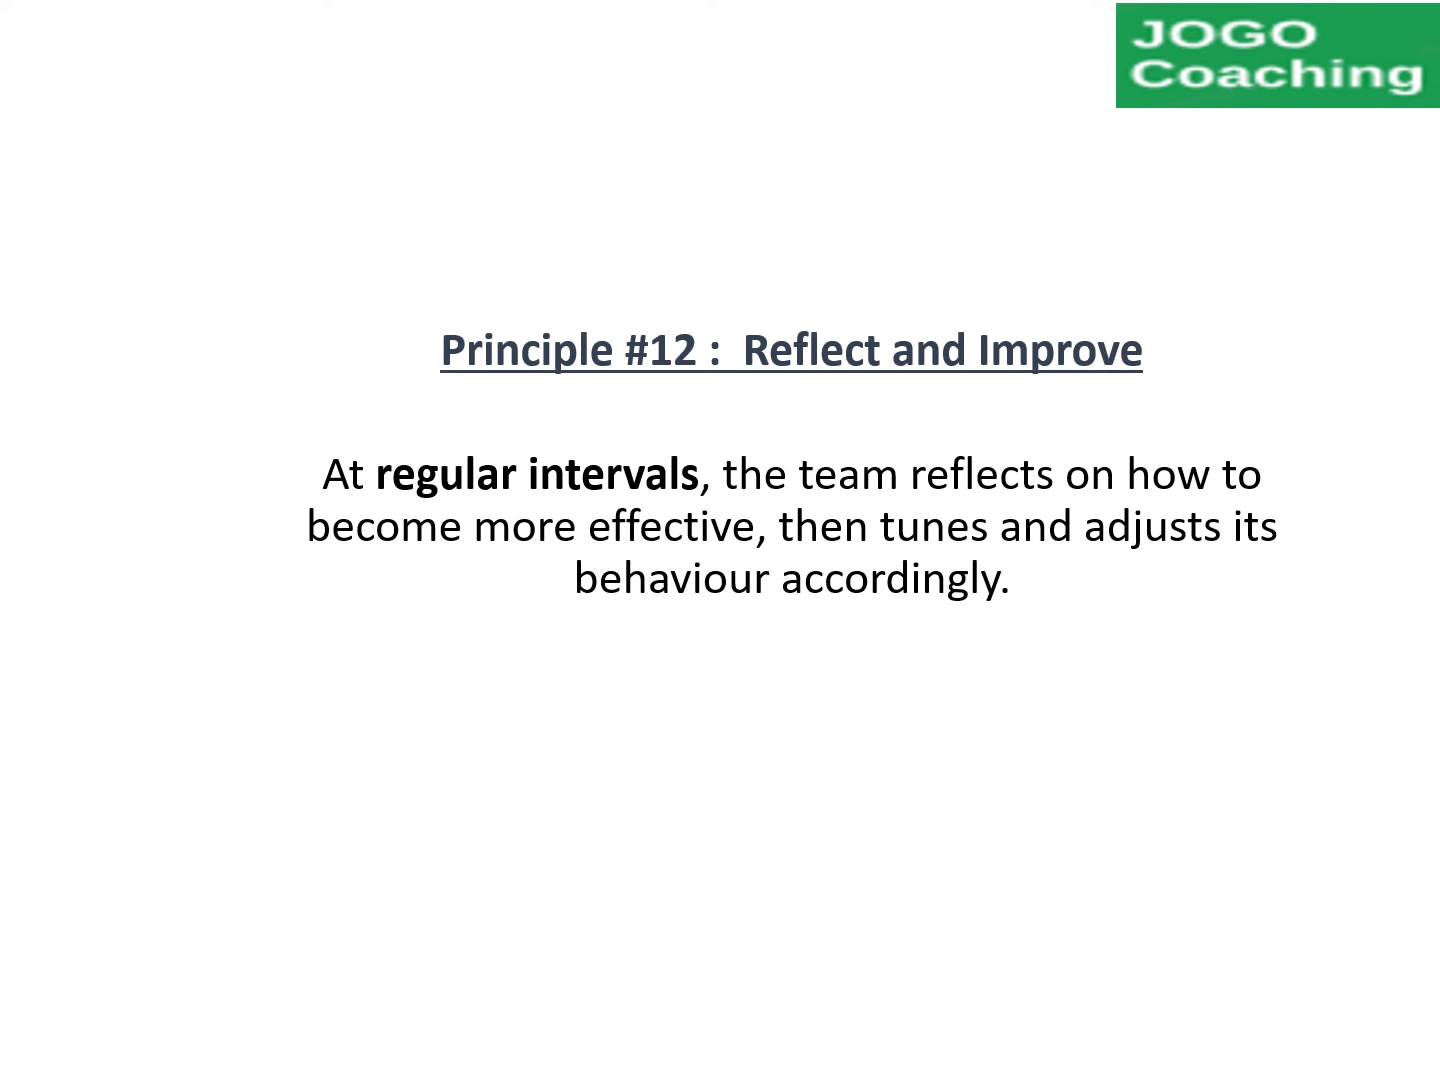 JOGO
Coaching
Principle #12 :  Reflect and Improve
At regular intervals, the team reflects on how to
become more effective, then tunes and adjusts its
behaviour accordingly.